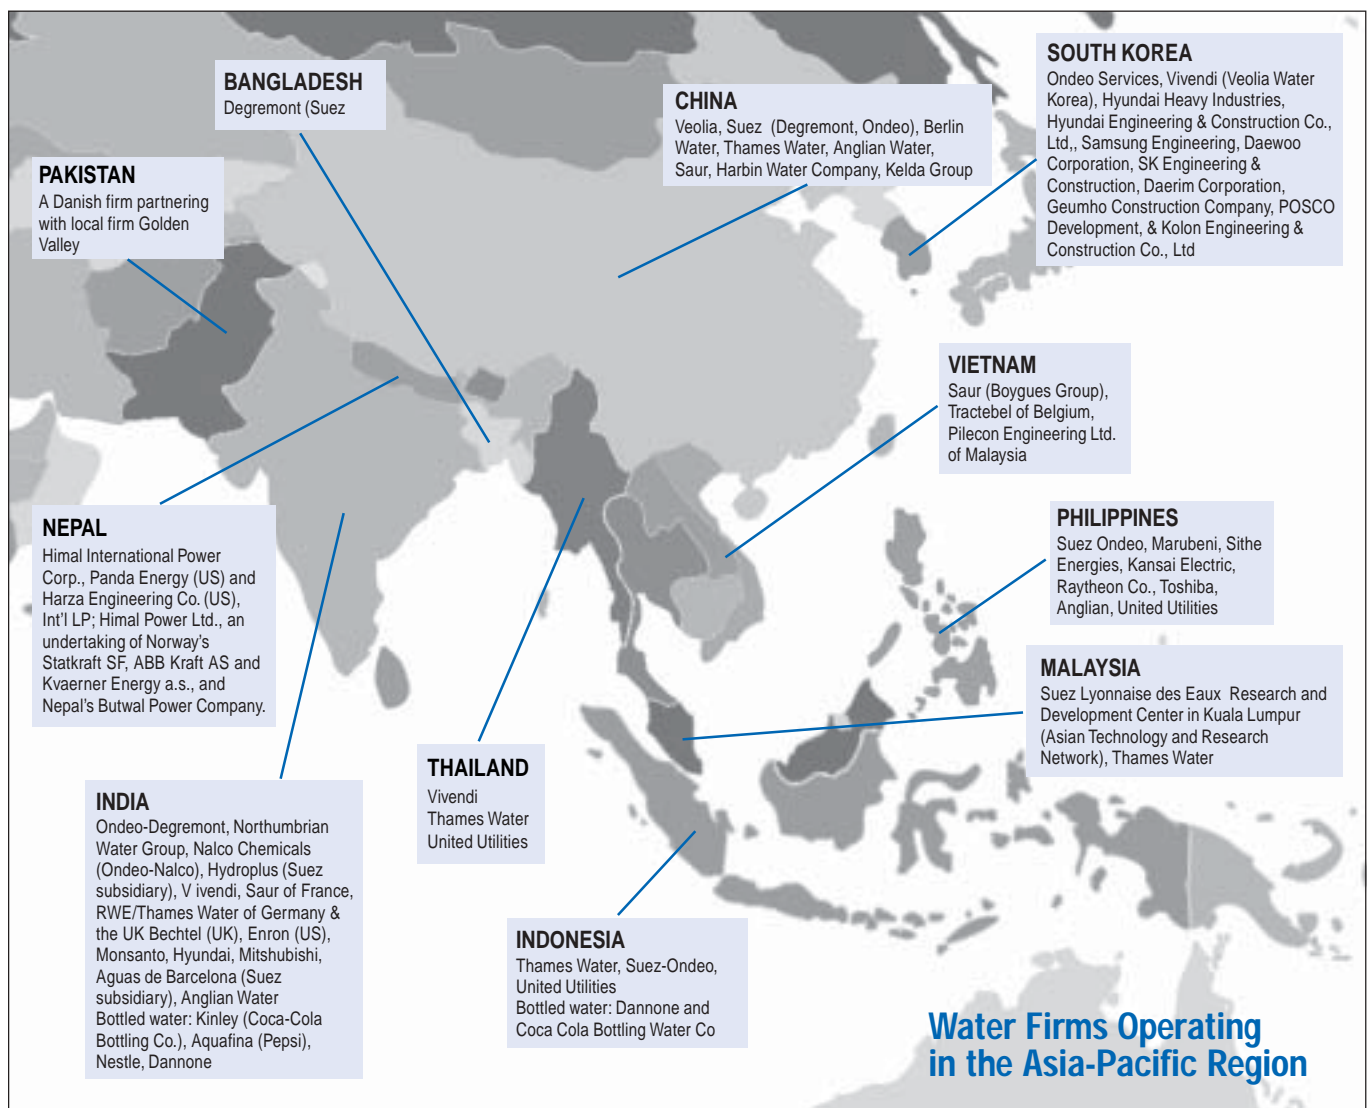 BANGLADESH
Degremont (Suez
PAKISTAN
A Danish firm partnering
with local firm Golden
Valley
CHINA
Veolia, Suez (Degremont, Ondeo), Berlin
Water, Thames Water, Anglian Water,
Saur, Harbin Water Company, Kelda Group
SOUTH KOREA
Ondeo Services, Vivendi (Veolia Water
Korea), Hyundai Heavy Industries,
Hyundai Engineering & Construction Co.,
Ltd,, Samsung Engineering, Daewoo
Corporation, SK Engineering &
Construction, Daerim Corporation,
Geumho Construction Company, POSCO
Development, & Kolon Engineering &
Construction Co., Ltd
VIETNAM
Saur (Boygues Group),
Tractebel of Belgium,
Pilecon Engineering Ltd.
of Malaysia
NEPAL
Himal International Power
Corp., Panda Energy (US) and
Harza Engineering Co. (US),
Int'l LP; Himal Power Ltd., an
undertaking of Norway's
Statkraft SF, ABB Kraft AS and
Kvaerner Energy a.s., and
Nepal's Butwal Power Company.
PHILIPPINES
Suez Ondeo, Marubeni, Sithe
Energies, Kansai Electric,
Raytheon Co., Toshiba,
Anglian, United Utilities
MALAYSIA
Suez Lyonnaise des Eaux Research and
Development Center in Kuala Lumpur
(Asian Technology and Research
Network), Thames Water
THAILAND
Vivendi
Thames Water
United Utilities
INDIA
Ondeo-Degremont, Northumbrian
Water Group, Nalco Chemicals
(Ondeo-Nalco), Hydroplus (Suez
subsidiary), V ivendi, Saur of France,
RWE/Thames Water of Germany &
the UK Bechtel (UK), Enron (US),
Monsanto, Hyundai, Mitshubishi,
Aguas de Barcelona (Suez
subsidiary), Anglian Water
Bottled water: Kinley (Coca-Cola
Bottling Co.), Aquafina (Pepsi),
Nestle, Dannone
INDONESIA
Thames Water, Suez-Ondeo,
United Utilities
Bottled water: Dannone and
Coca Cola Bottling Water Co
Water Firms Operating
in the Asia-Pacific Region